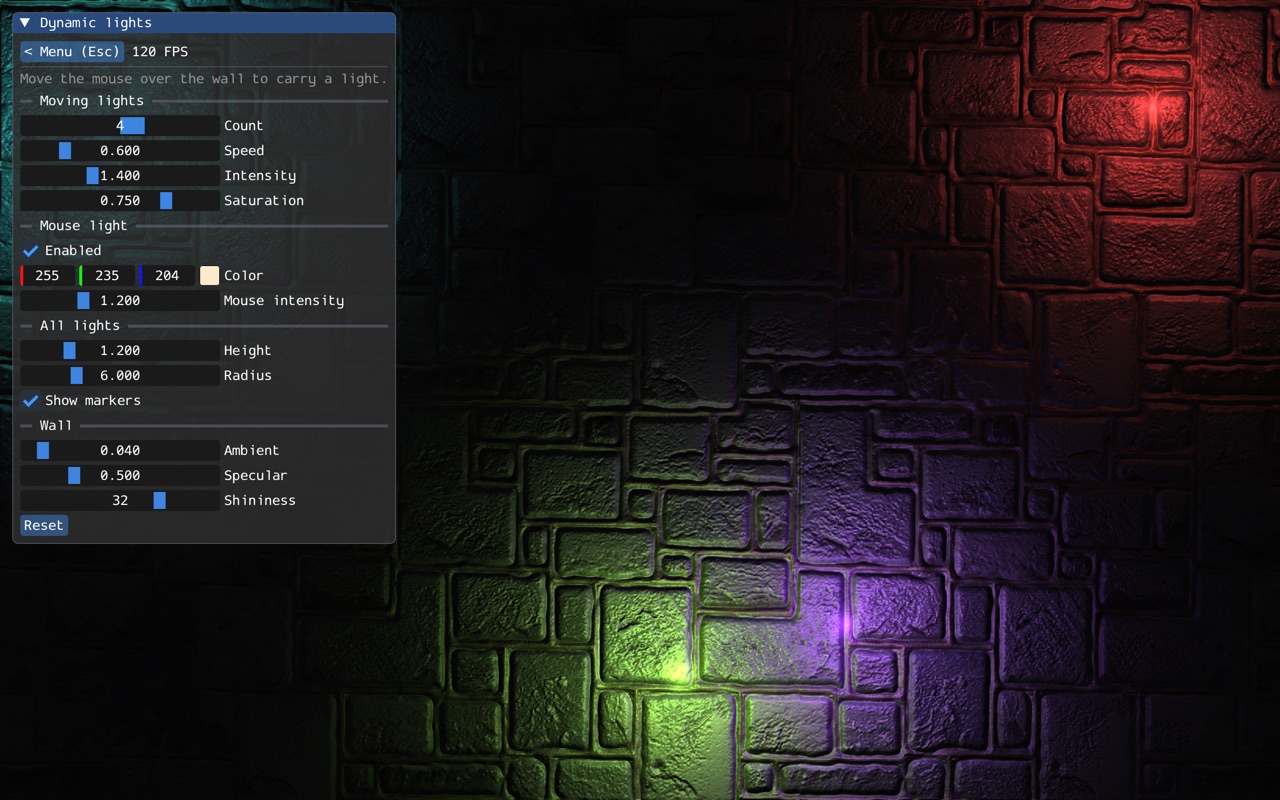 Dynamic lights
< Menu (Esc) 120 FPS
Move the mouse over the wall to carry a light.
Moving lights
4 Count
0.600 Speed
1.400 Intensity
0.750 Saturation
Mouse light
Enabled
255 235 204 Color
1.200 Mouse intensity
All lights
1.200 Height
6.000 Radius
Show markers
Wall
0.040 Ambient
0.500 Specular
32 Shininess
Reset